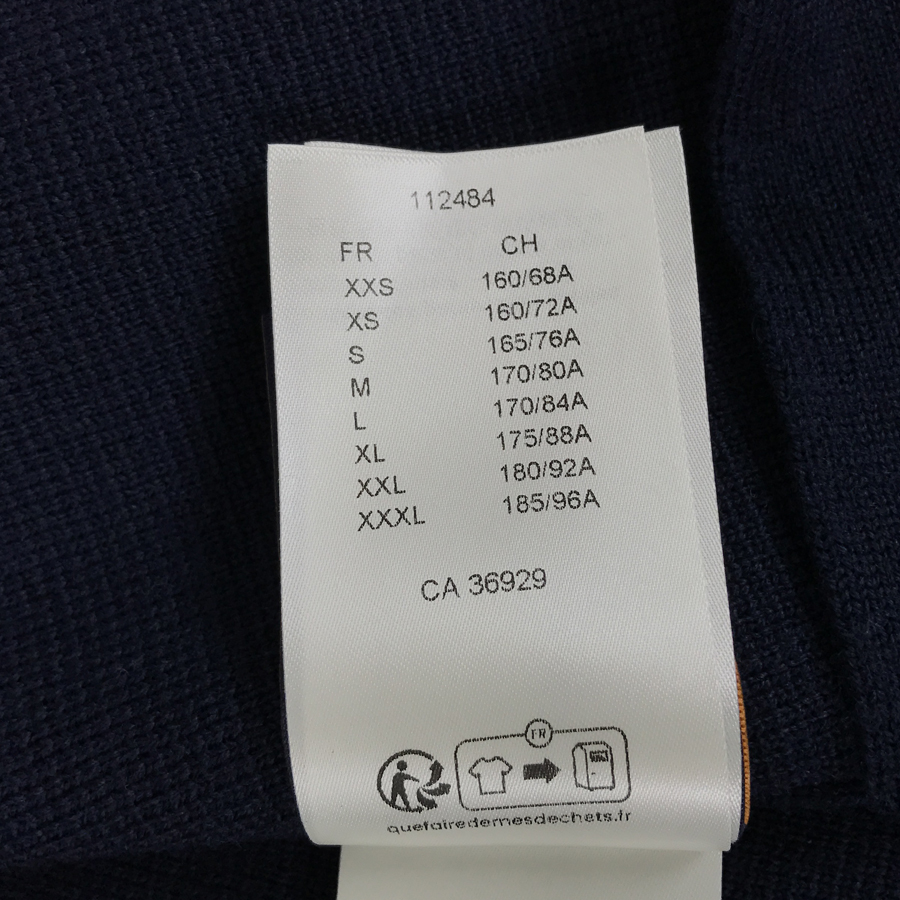 112484
FR CH
XXS 160/68A
XS 160/72A
S 165/76A
M 170/80A
L 170/84A
XL 175/88A
XXL 180/92A
XXXL 185/96A
CA 36929
FR
quefairedemesdechets.fr